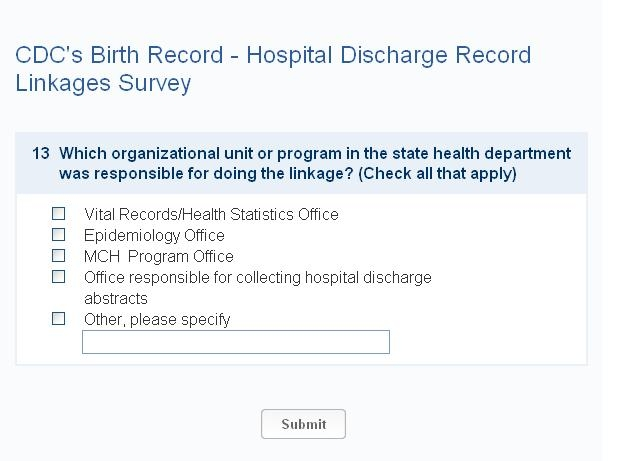 CDC's Birth Record - Hospital Discharge Record
Linkages Survey
13 Which organizational unit or program in the state health department
was responsible for doing the linkage? (Check all that apply)
Vital Records/Health Statistics Office
Epidemiology Office
MCH Program Office
Office responsible for collecting hospital discharge
abstracts
Other, please specify
Submit